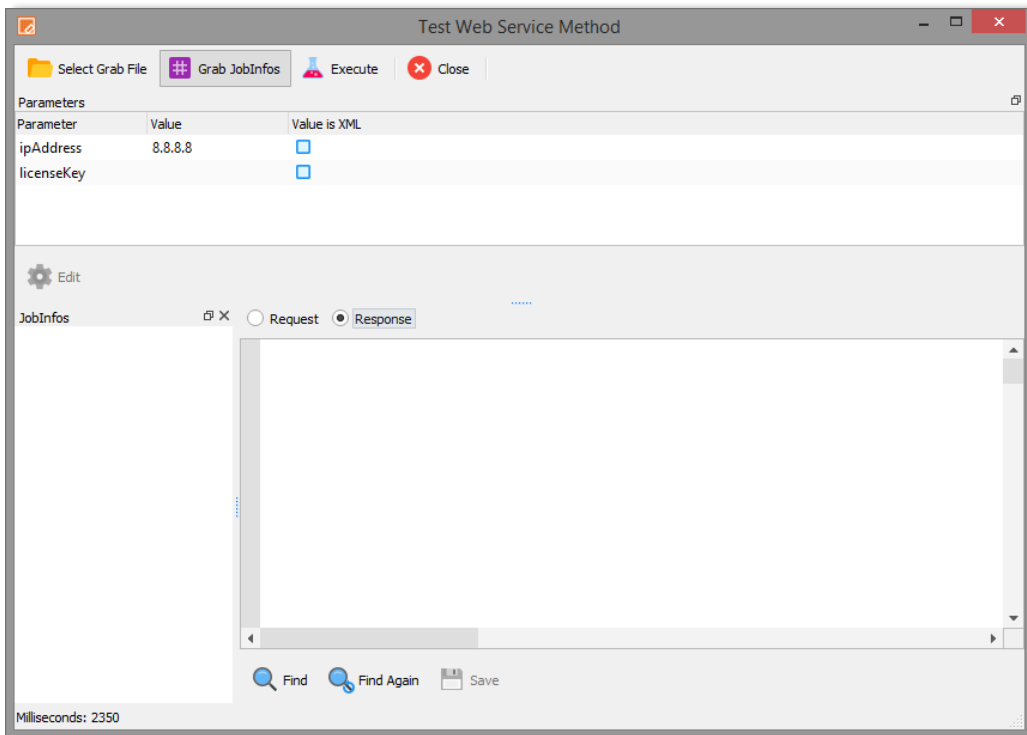 Test Web Service Method
Select Grab File Grab JobInfos Execute Close
Parameters
Parameter Value Value is XML
ipAddress 8.8.8.8
licenseKey
Edit
JobInfos Request Response
Find Find Again Save
Milliseconds: 2350